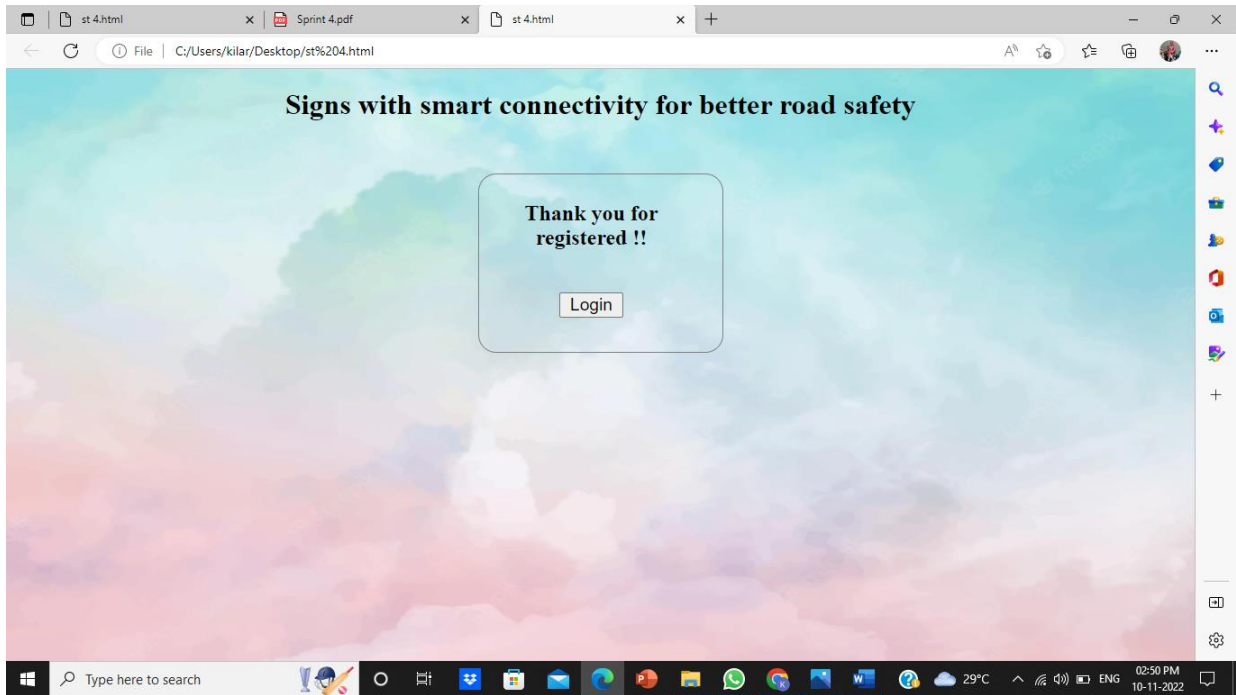 st 4.html
Sprint 4.pdf
st 4.html
File | C:/Users/kilar/Desktop/st%204.html
Signs with smart connectivity for better road safety
Thank you for
registered !!
Login
Type here to search
29°C
ENG
02:50 PM
10-11-2022